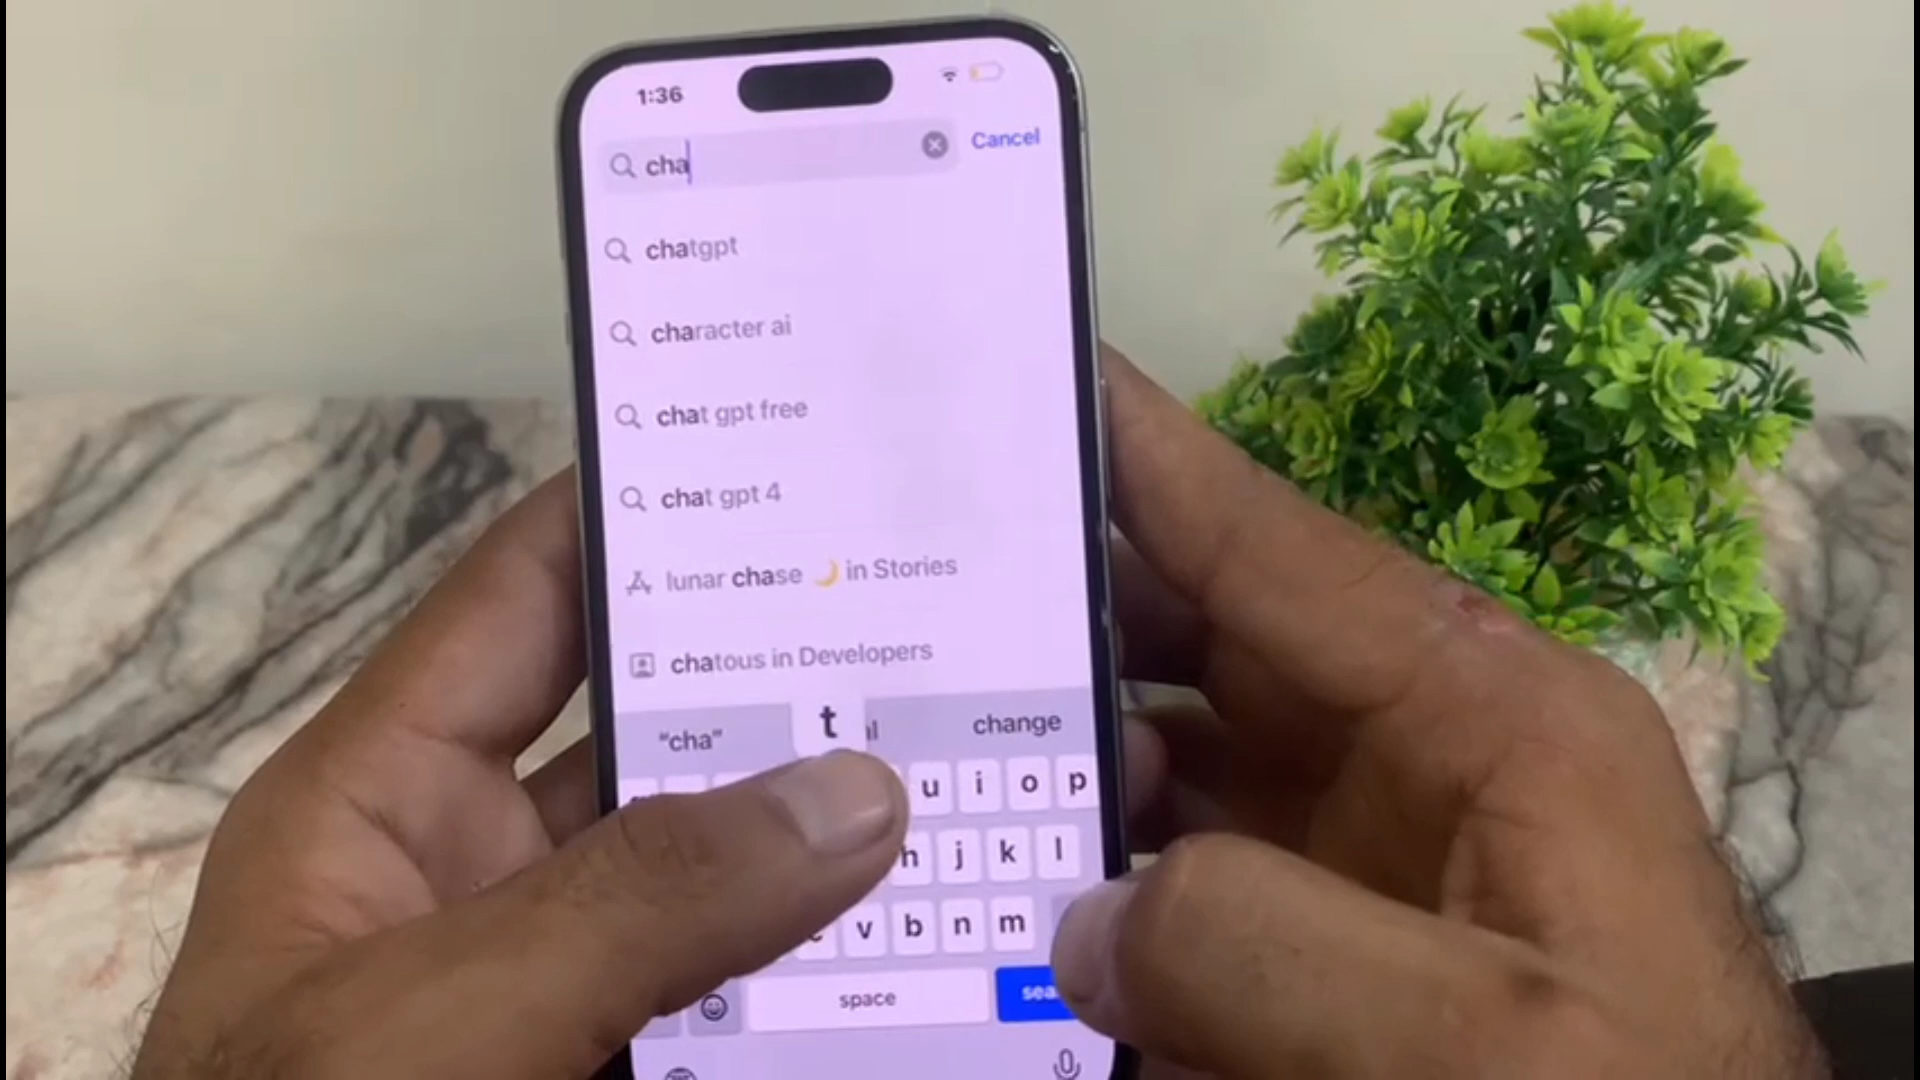 1:36
cha
Cancel
chatgpt
character ai
chat gpt free
chat gpt 4
lunar chase 🌙 in Stories
chatous in Developers
"cha"
t
change
u i o p
h j k l
v b n m
space